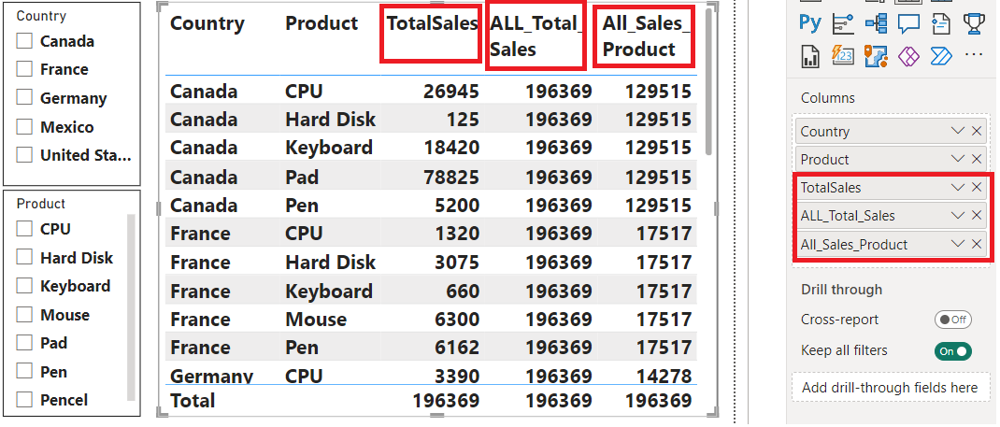 Country
Canada
France
Germany
Mexico
United Sta...
Product
CPU
Hard Disk
Keyboard
Mouse
Pad
Pen
Pencel
Country Product TotalSales ALL_Total_
Sales All_Sales_
Product
Canada CPU 26945 196369 129515
Canada Hard Disk 125 196369 129515
Canada Keyboard 18420 196369 129515
Canada Pad 78825 196369 129515
Canada Pen 5200 196369 129515
France CPU 1320 196369 17517
France Hard Disk 3075 196369 17517
France Keyboard 660 196369 17517
France Mouse 6300 196369 17517
France Pen 6162 196369 17517
Germany CPU 3390 196369 14278
Total 196369 196369 196369
Py
123
...
Columns
Country
Product
TotalSales
ALL_Total_Sales
All_Sales_Product
Drill through
Cross-report Off
Keep all filters On
Add drill-through fields here